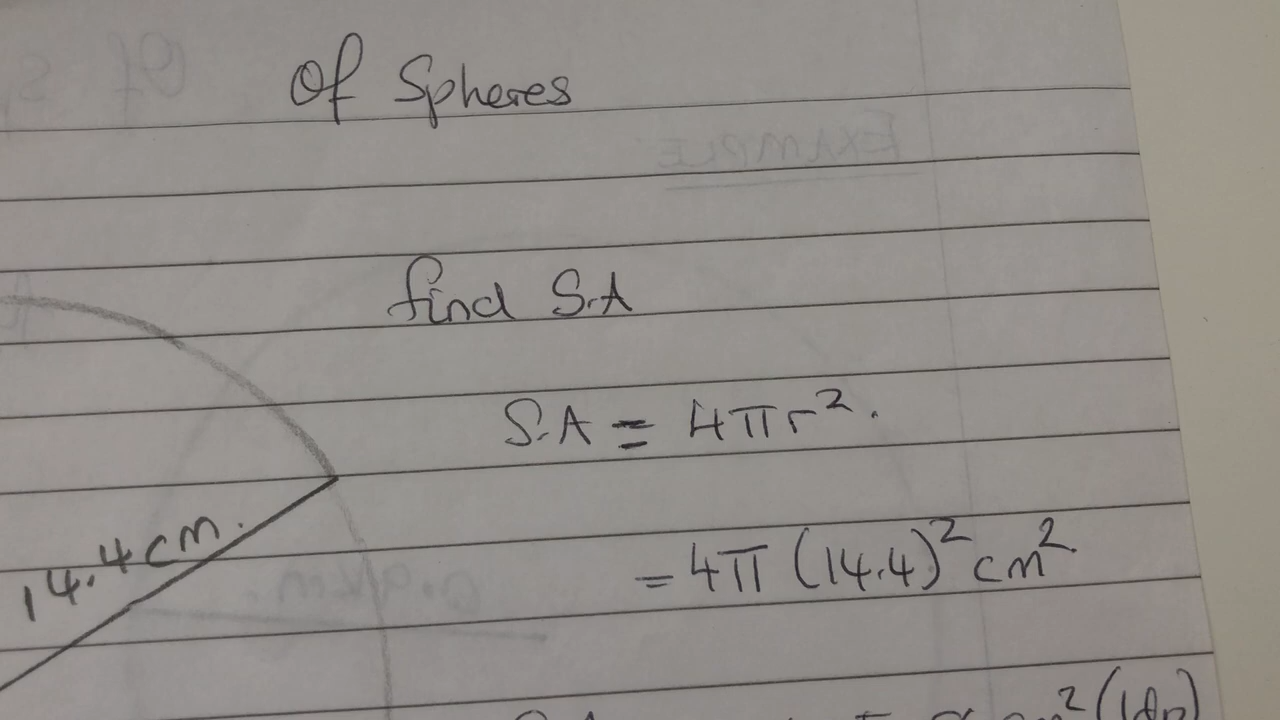 Of Spheres
find S.A
S.A = 4πr².
14.4cm.
= 4π (14.4)² cm².